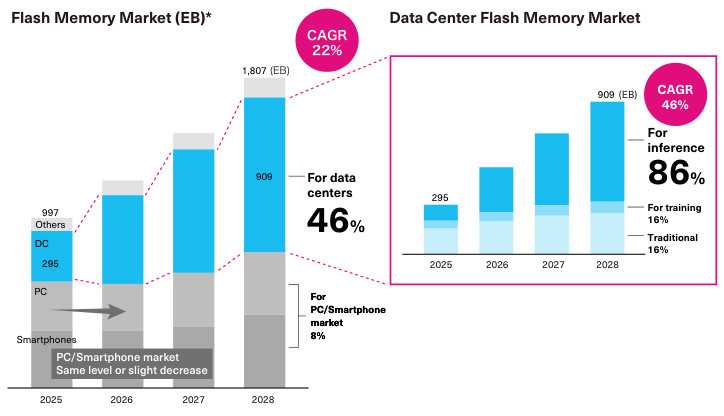 Flash Memory Market (EB)*
CAGR
22%
1,807 (EB)
997
Others
DC
295
PC
Smartphones
909
For data
centers
46%
For
PC/Smartphone
market
8%
PC/Smartphone market
Same level or slight decrease
2025
2026
2027
2028
Data Center Flash Memory Market
CAGR
46%
909 (EB)
295
For
inference
86%
For training
16%
Traditional
16%
2025
2026
2027
2028